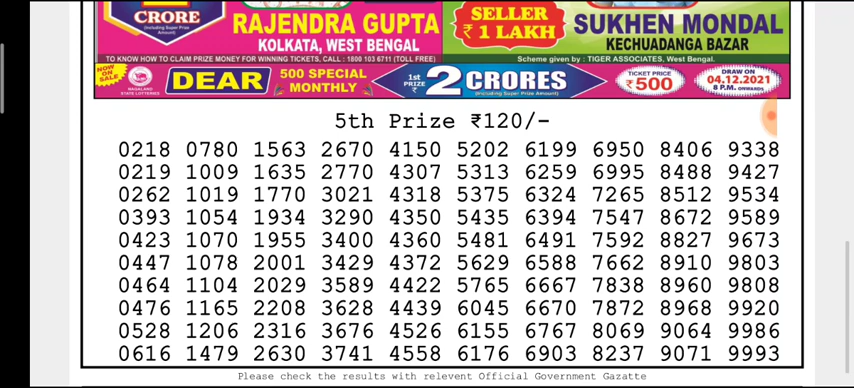 CRORE
(Including Super Prize Amount)
RAJENDRA GUPTA
KOLKATA, WEST BENGAL
SELLER
₹ 1 LAKH
SUKHEN MONDAL
KECHUADANGA BAZAR
TO KNOW HOW TO CLAIM PRIZE MONEY FOR WINNING TICKETS, CALL : 1800 103 6711 (TOLL FREE)
Scheme given by : TIGER ASSOCIATES, West Bengal.
NOW ON SALE
NAGALAND STATE LOTTERIES
DEAR
500 SPECIAL MONTHLY
1st PRIZE ₹
2 CRORES
(Including Super Prize Amount)
TICKET PRICE
₹ 500
DRAW ON
04.12.2021
8 P.M. ONWARDS
5th Prize ₹120/-
0218 0780 1563 2670 4150 5202 6199 6950 8406 9338
0219 1009 1635 2770 4307 5313 6259 6995 8488 9427
0262 1019 1770 3021 4318 5375 6324 7265 8512 9534
0393 1054 1934 3290 4350 5435 6394 7547 8672 9589
0423 1070 1955 3400 4360 5481 6491 7592 8827 9673
0447 1078 2001 3429 4372 5629 6588 7662 8910 9803
0464 1104 2029 3589 4422 5765 6667 7838 8960 9808
0476 1165 2208 3628 4439 6045 6670 7872 8968 9920
0528 1206 2316 3676 4526 6155 6767 8069 9064 9986
0616 1479 2630 3741 4558 6176 6903 8237 9071 9993
Please check the results with relevent Official Government Gazatte